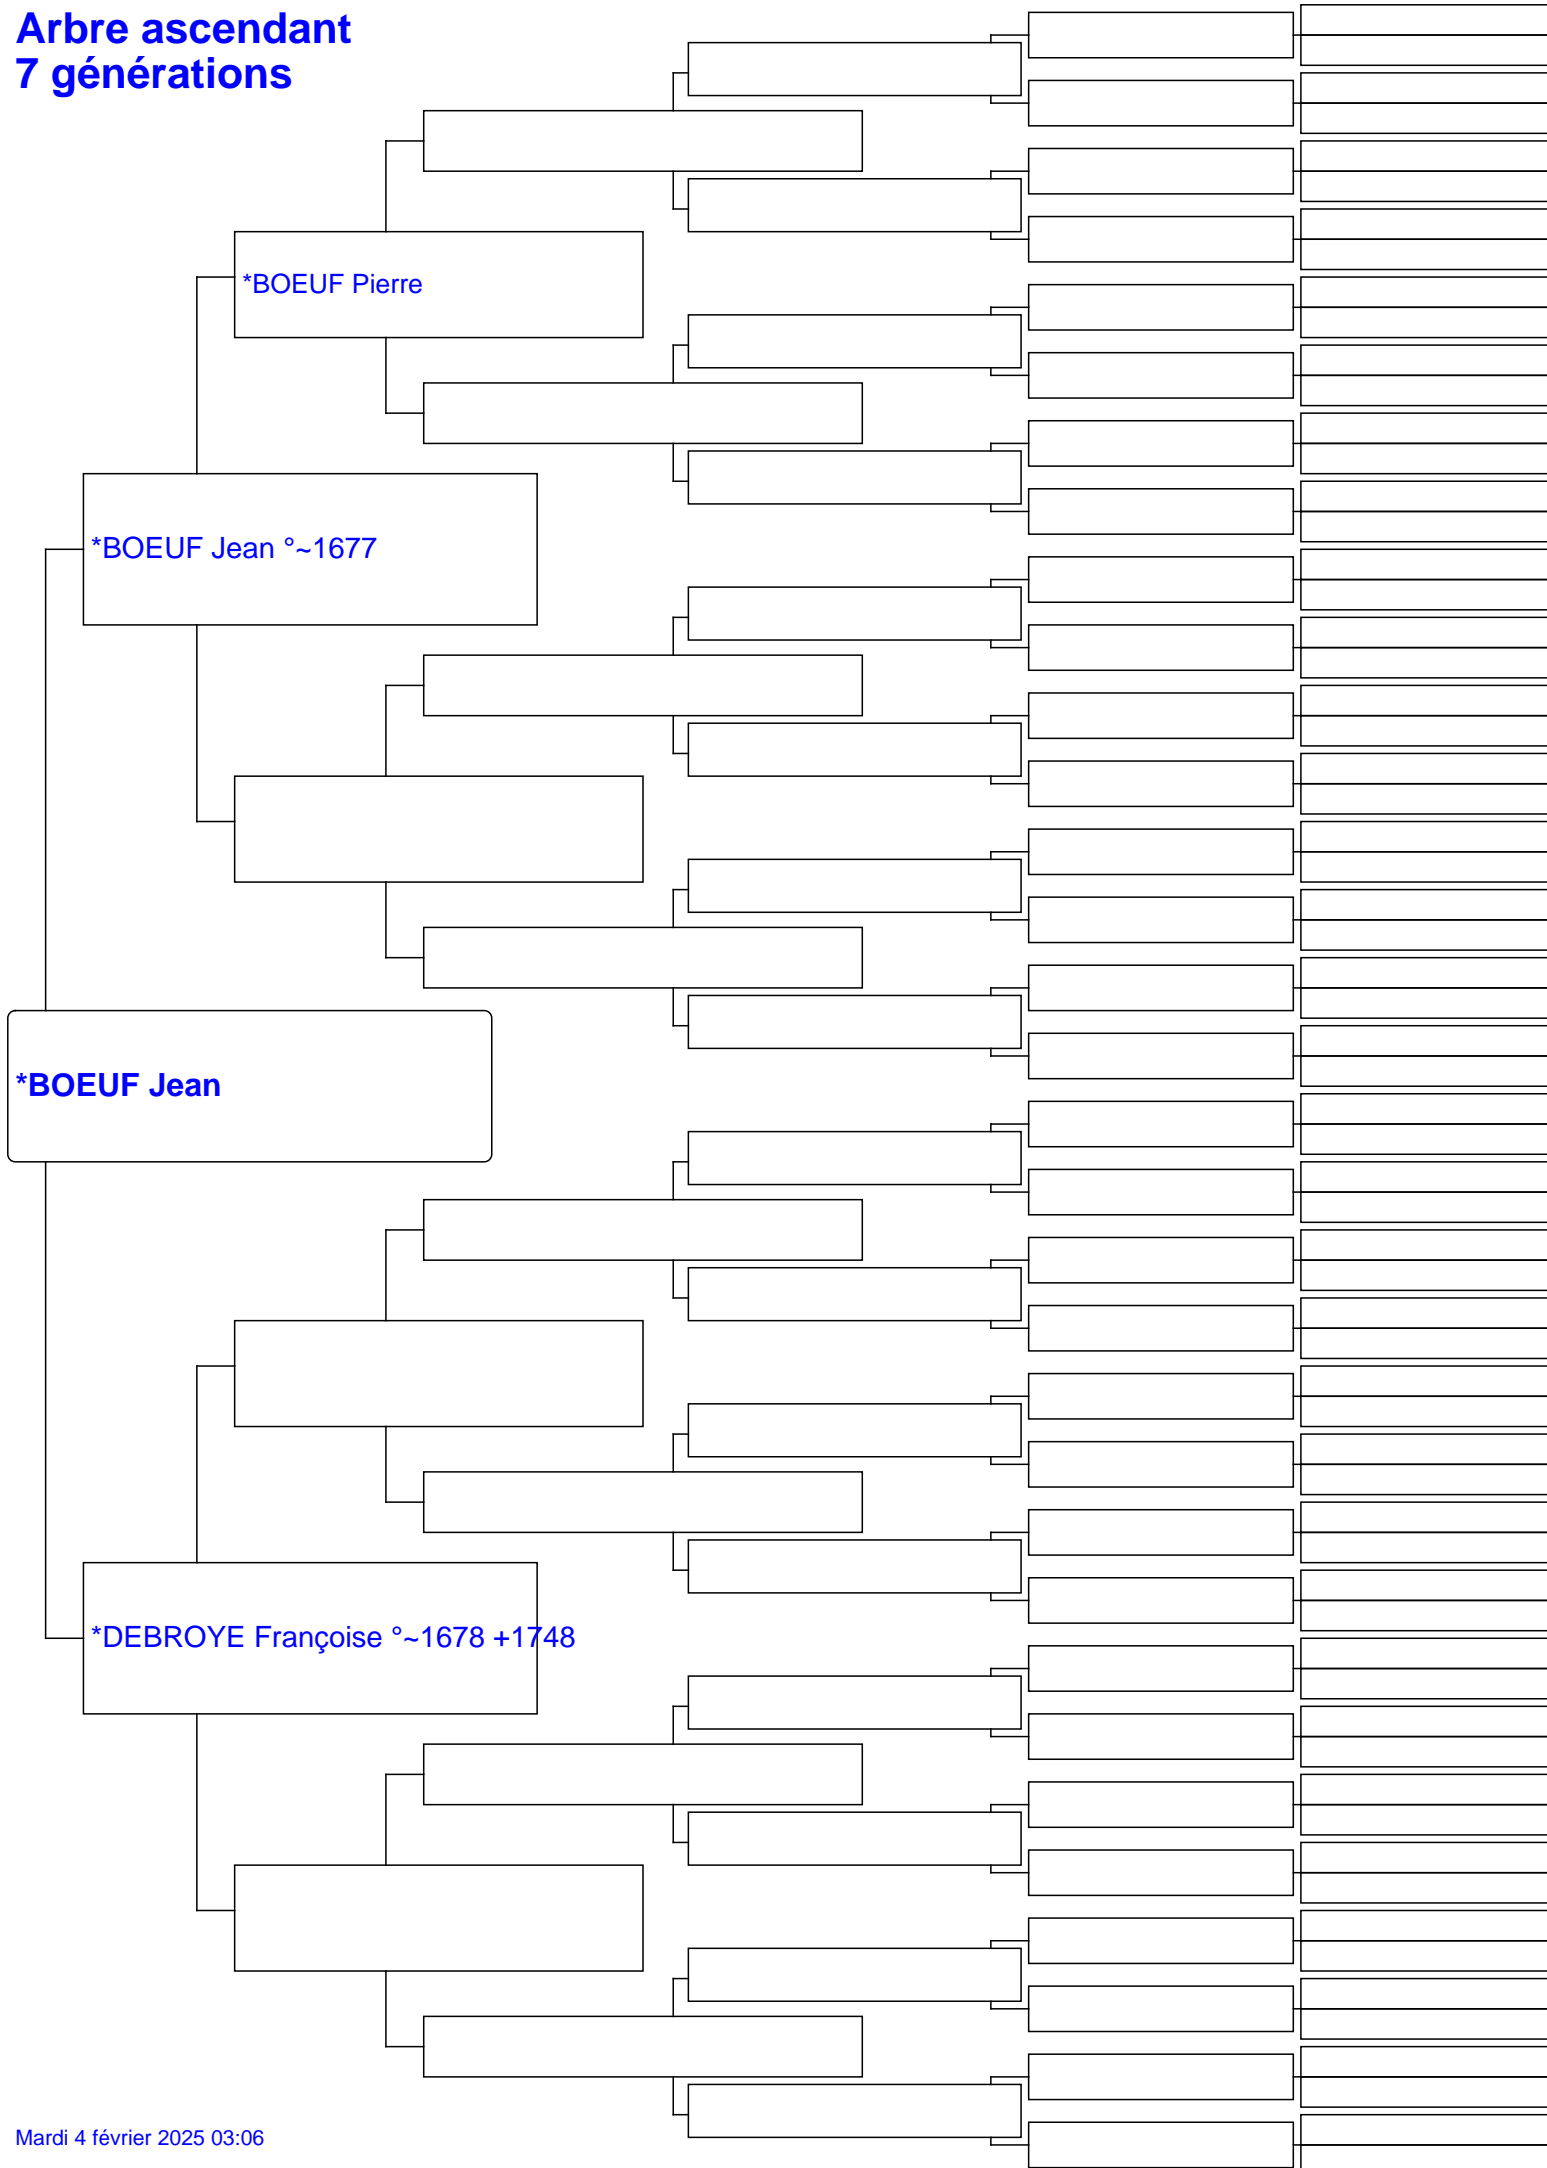 Arbre ascendant
7 générations
*BOEUF Pierre
*BOEUF Jean °~1677
*BOEUF Jean
*DEBROYE Françoise °~1678 +1748
Mardi 4 février 2025 03:06